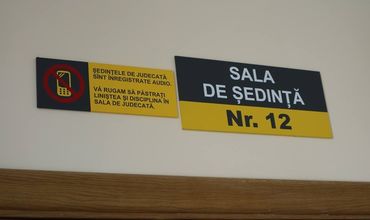 ȘEDINȚELE DE JUDECATĂ
SÎNT ÎNREGISTRATE AUDIO.
VĂ RUGAM SĂ PĂSTRAȚI
LINIȘTEA ȘI DISCIPLINA ÎN
SALA DE JUDECATĂ.
SALA
DE ȘEDINȚĂ
Nr. 12